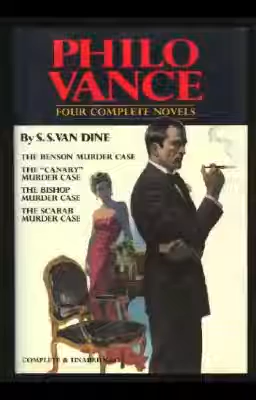 PHILO
VANCE
FOUR COMPLETE NOVELS
By S.S.VAN DINE
THE BENSON MURDER CASE
THE "CANARY"
MURDER CASE
THE BISHOP
MURDER CASE
THE SCARAB
MURDER CASE
COMPLETE & UNABRIDGED